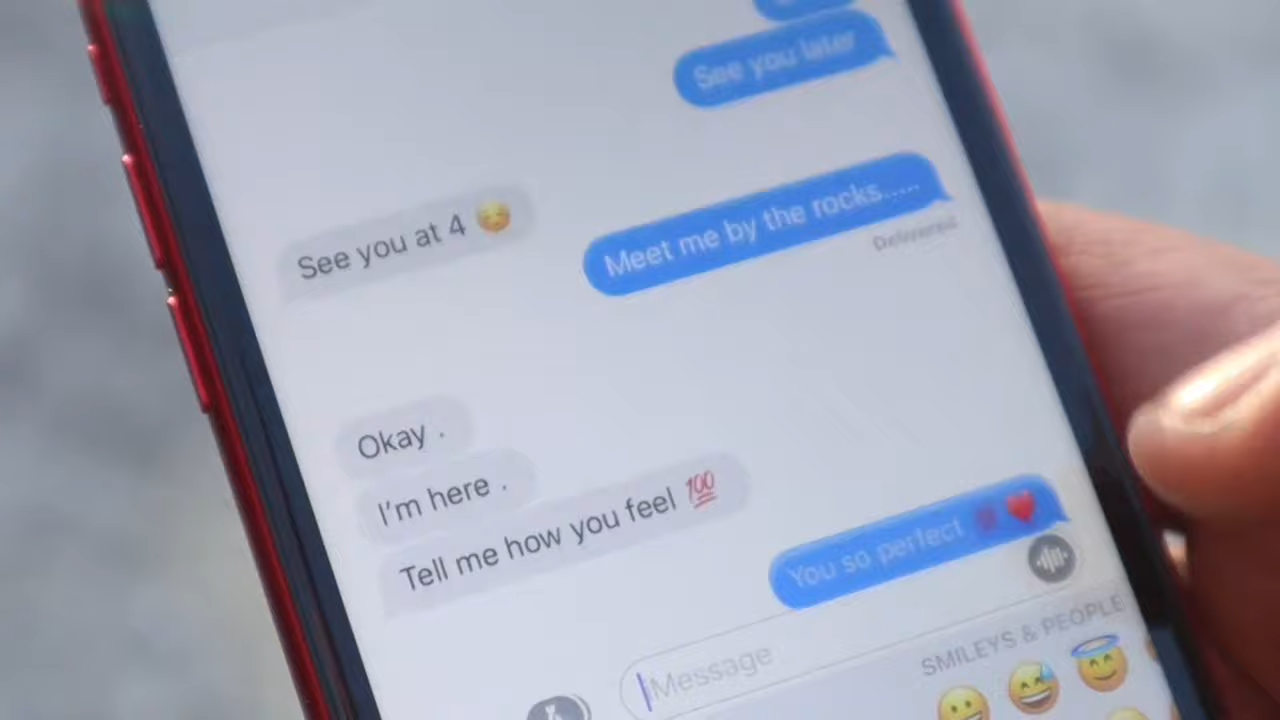 See you later
See you at 4 ☺️
Meet me by the rocks.....
Delivered
Okay .
I'm here .
Tell me how you feel 💯
You so perfect 💯❤️
Message
SMILEYS & PEOPLE